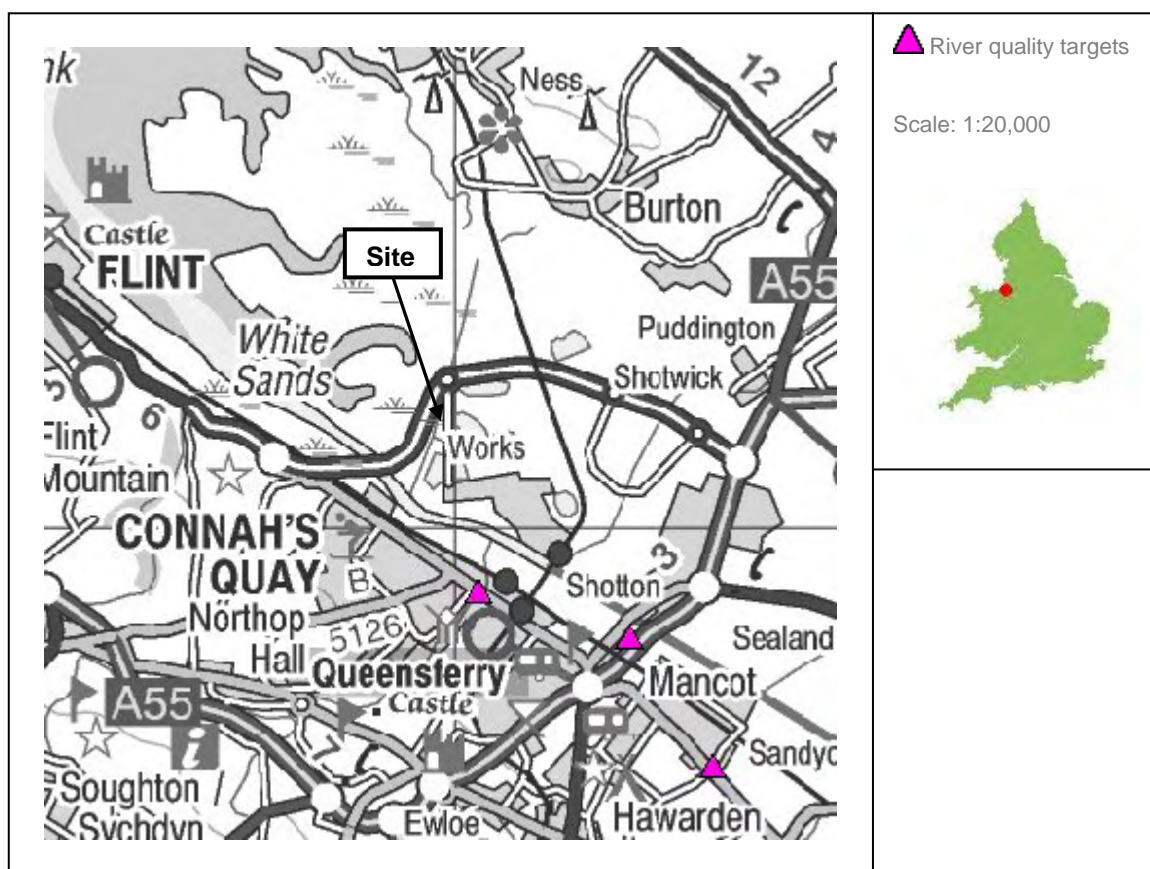 nk
Ness
12
4
Burton
Castle
FLINT
Site
A55
White
Sands
Puddington
Shotwick
5
6
Flint
Mountain
Works
CONNAH'S
QUAY
B
5126
Shotton
3
Northop
Hall
Sealand
Queensferry
Castle
Mancot
A55
i
Sandyc
Soughton /
Sychdyn
Ewloe
Hawarden
River quality targets
Scale: 1:20,000